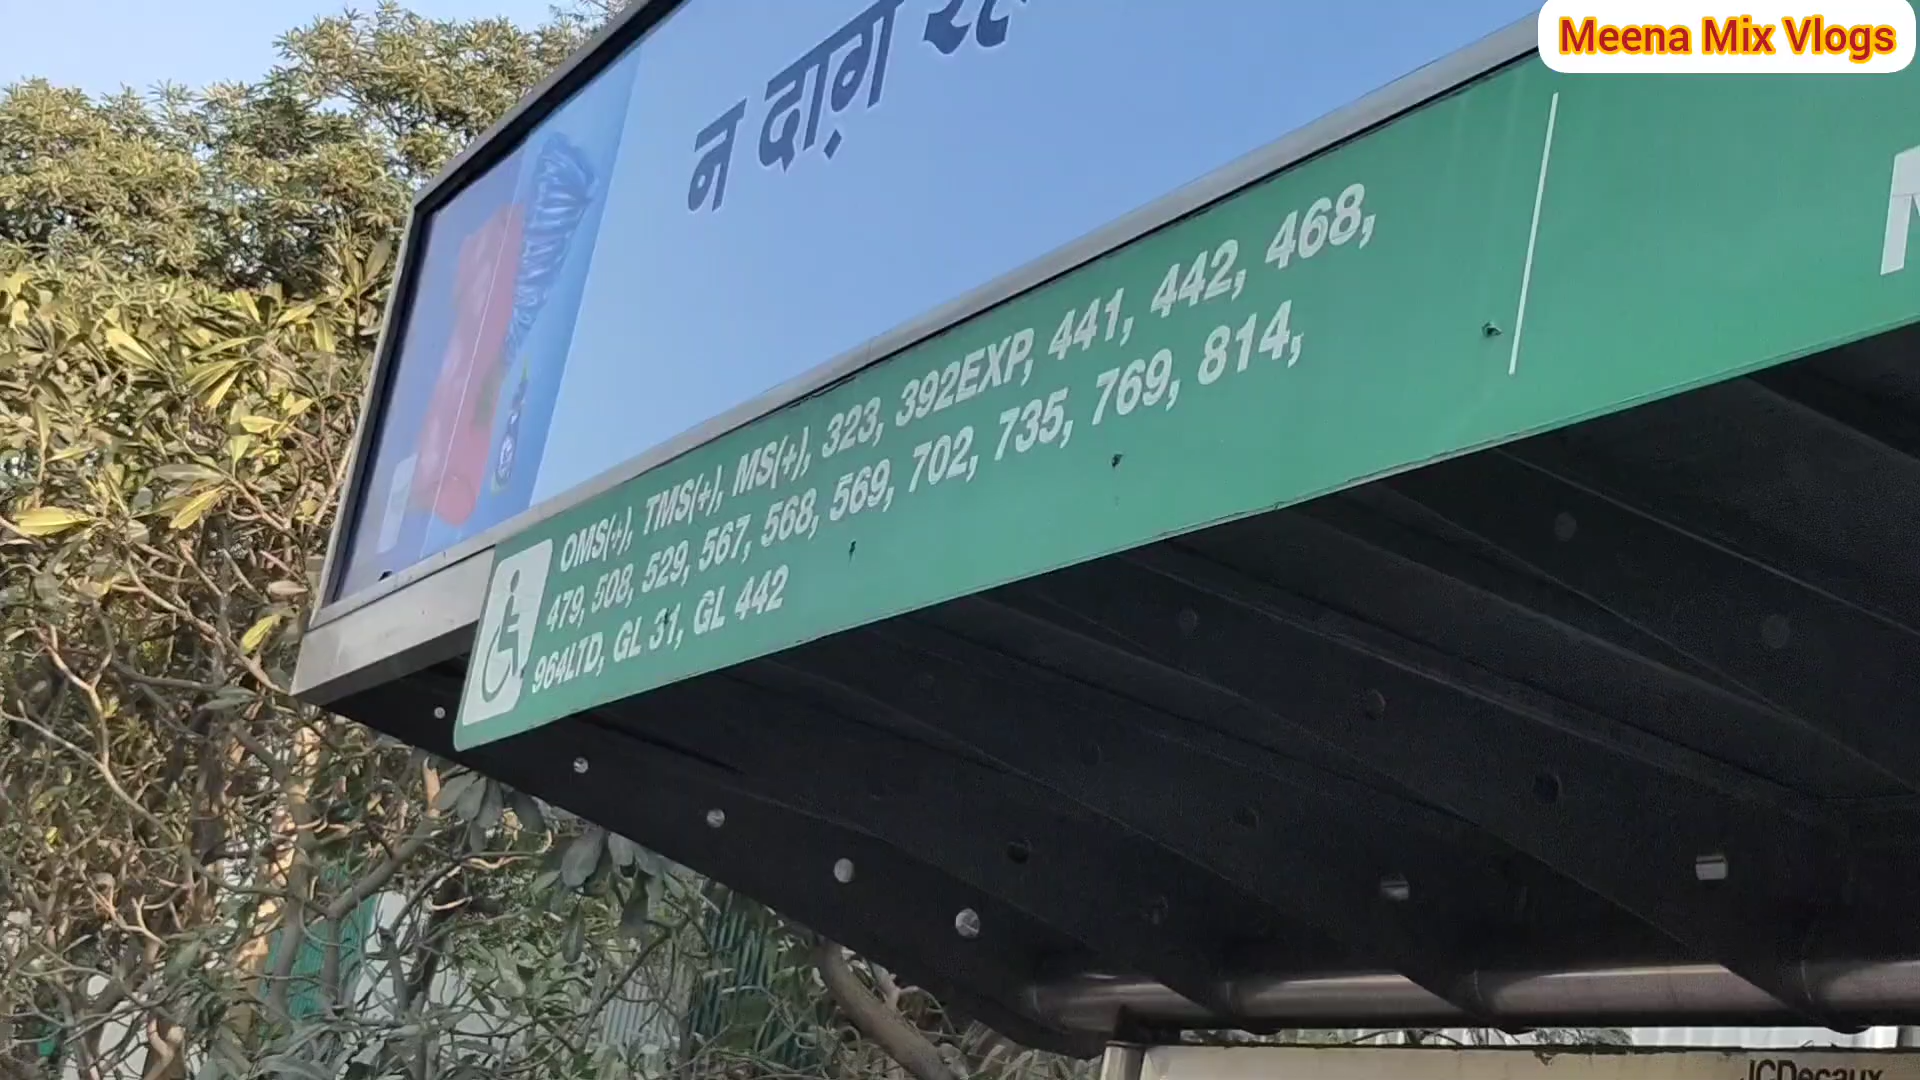 Meena Mix Vlogs
न दाग़
OMS(+), TMS(+), MS(+), 323, 392EXP, 441, 442, 468,
479, 508, 529, 567, 568, 569, 702, 735, 769, 814,
964LTD, GL 31, GL 442
JCDecaux